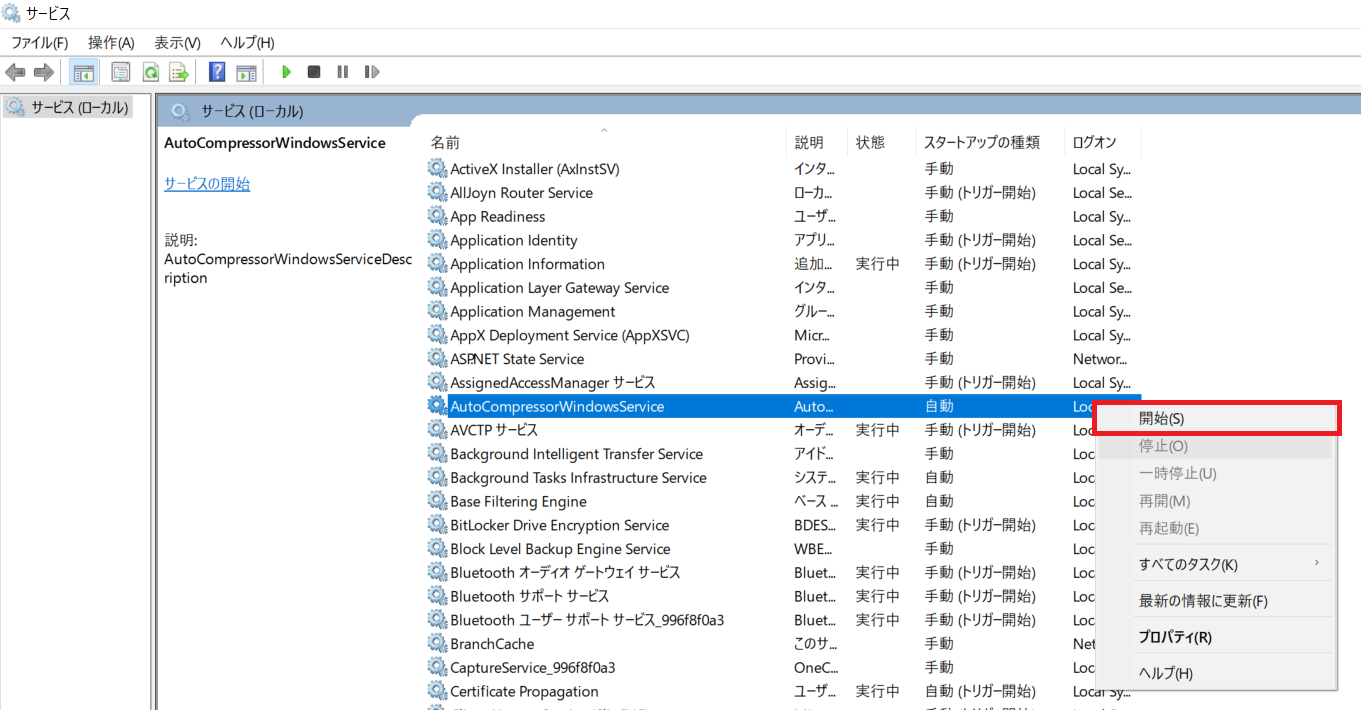 サービス
ファイル(F) 操作(A) 表示(V) ヘルプ(H)
サービス (ローカル)
サービス (ローカル)
AutoCompressorWindowsService
サービスの開始
説明:
AutoCompressorWindowsServiceDesc
ription
名前 説明 状態 スタートアップの種類 ログオン
ActiveX Installer (AxInstSV) インタ... 手動 Local Sy...
AllJoyn Router Service ローカ... 手動 (トリガー開始) Local Se...
App Readiness ユーザ... 手動 Local Sy...
Application Identity アプリ... 手動 (トリガー開始) Local Se...
Application Information 追加... 実行中 手動 (トリガー開始) Local Sy...
Application Layer Gateway Service インタ... 手動 Local Se...
Application Management グルー... 手動 Local Sy...
AppX Deployment Service (AppXSVC) Micr... 手動 Local Sy...
ASP.NET State Service Provi... 手動 Networ...
AssignedAccessManager サービス Assig... 手動 (トリガー開始) Local Sy...
AutoCompressorWindowsService Auto... 自動 Loc
AVCTP サービス オーデ... 実行中 手動 (トリガー開始) Loc
Background Intelligent Transfer Service アイド... 手動 Loc
Background Tasks Infrastructure Service システ... 実行中 自動 Loc
Base Filtering Engine ベース ... 実行中 自動 Loc
BitLocker Drive Encryption Service BDES... 実行中 手動 (トリガー開始) Loc
Block Level Backup Engine Service WBE... 手動 Loc
Bluetooth オーディオ ゲートウェイ サービス Bluet... 実行中 手動 (トリガー開始) Loc
Bluetooth サポート サービス Bluet... 実行中 手動 (トリガー開始) Loc
Bluetooth ユーザー サポート サービス_996f8f0a3 Bluet... 実行中 手動 (トリガー開始) Loc
BranchCache このサ... 手動 Net
CaptureService_996f8f0a3 OneC... 手動 Loc
Certificate Propagation ユーザ... 実行中 自動 (トリガー開始) Local Sy...
開始(S)
停止(O)
一時停止(U)
再開(M)
再起動(E)
すべてのタスク(K)
最新の情報に更新(F)
プロパティ(R)
ヘルプ(H)